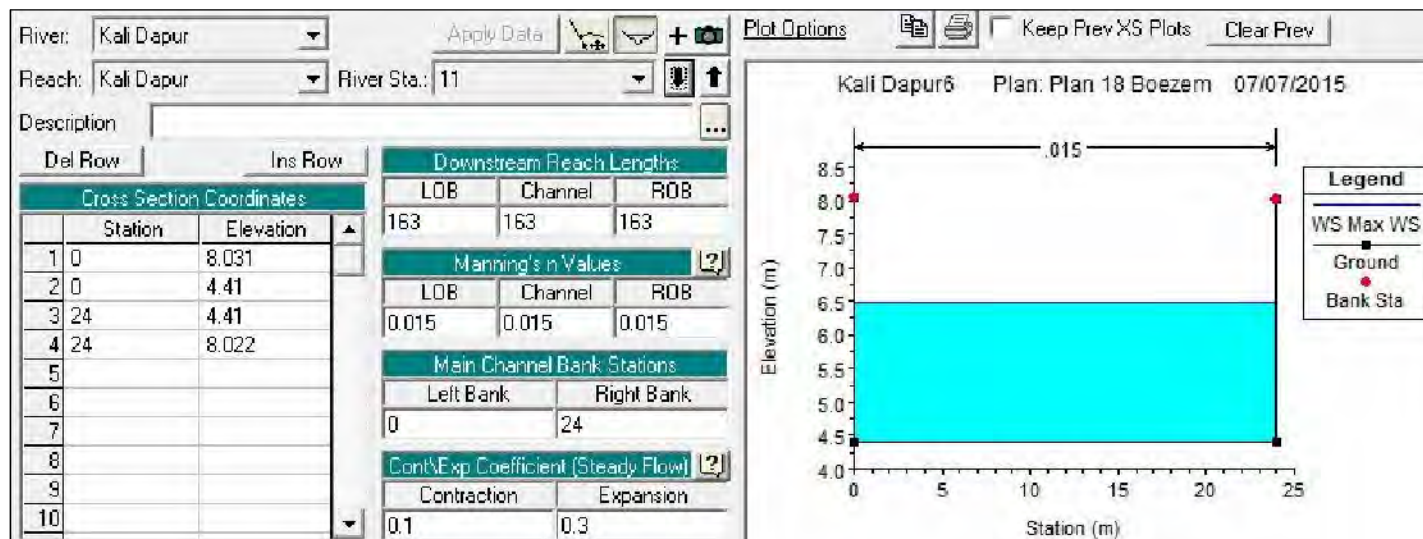 River: Kali Dapur Apply Data +
Reach: Kali Dapur River Sta.: 11
Description ...
Del Row Ins Row
Cross Section Coordinates
Station Elevation
1 0 8.031
2 0 4.41
3 24 4.41
4 24 8.022
5
6
7
8
9
10
Downstream Reach Lengths
LOB Channel ROB
163 163 163
Manning's n Values ?
LOB Channel ROB
0.015 0.015 0.015
Main Channel Bank Stations
Left Bank Right Bank
0 24
Cont\Exp Coefficient (Steady Flow) ?
Contraction Expansion
0.1 0.3
Plot Options Keep Prev XS Plots Clear Prev
Kali Dapur6 Plan: Plan 18 Boezem 07/07/2015
.015
8.5
8.0
7.5
7.0
6.5
6.0
5.5
5.0
4.5
4.0
Elevation (m)
0 5 10 15 20 25
Station (m)
Legend
WS Max WS
Ground
Bank Sta